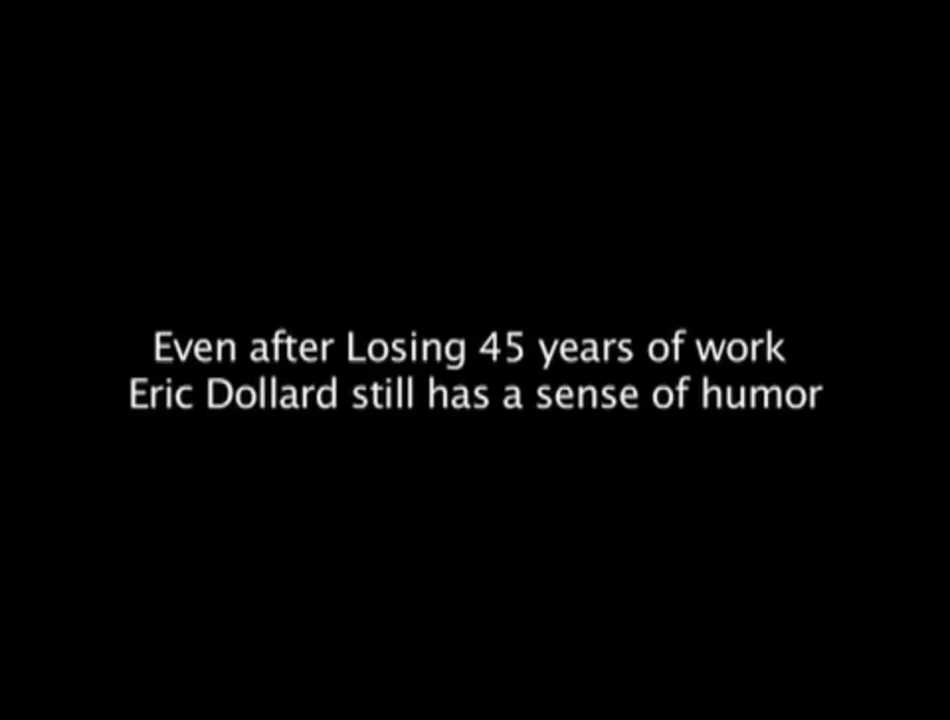 Even after Losing 45 years of work
Eric Dollard still has a sense of humor